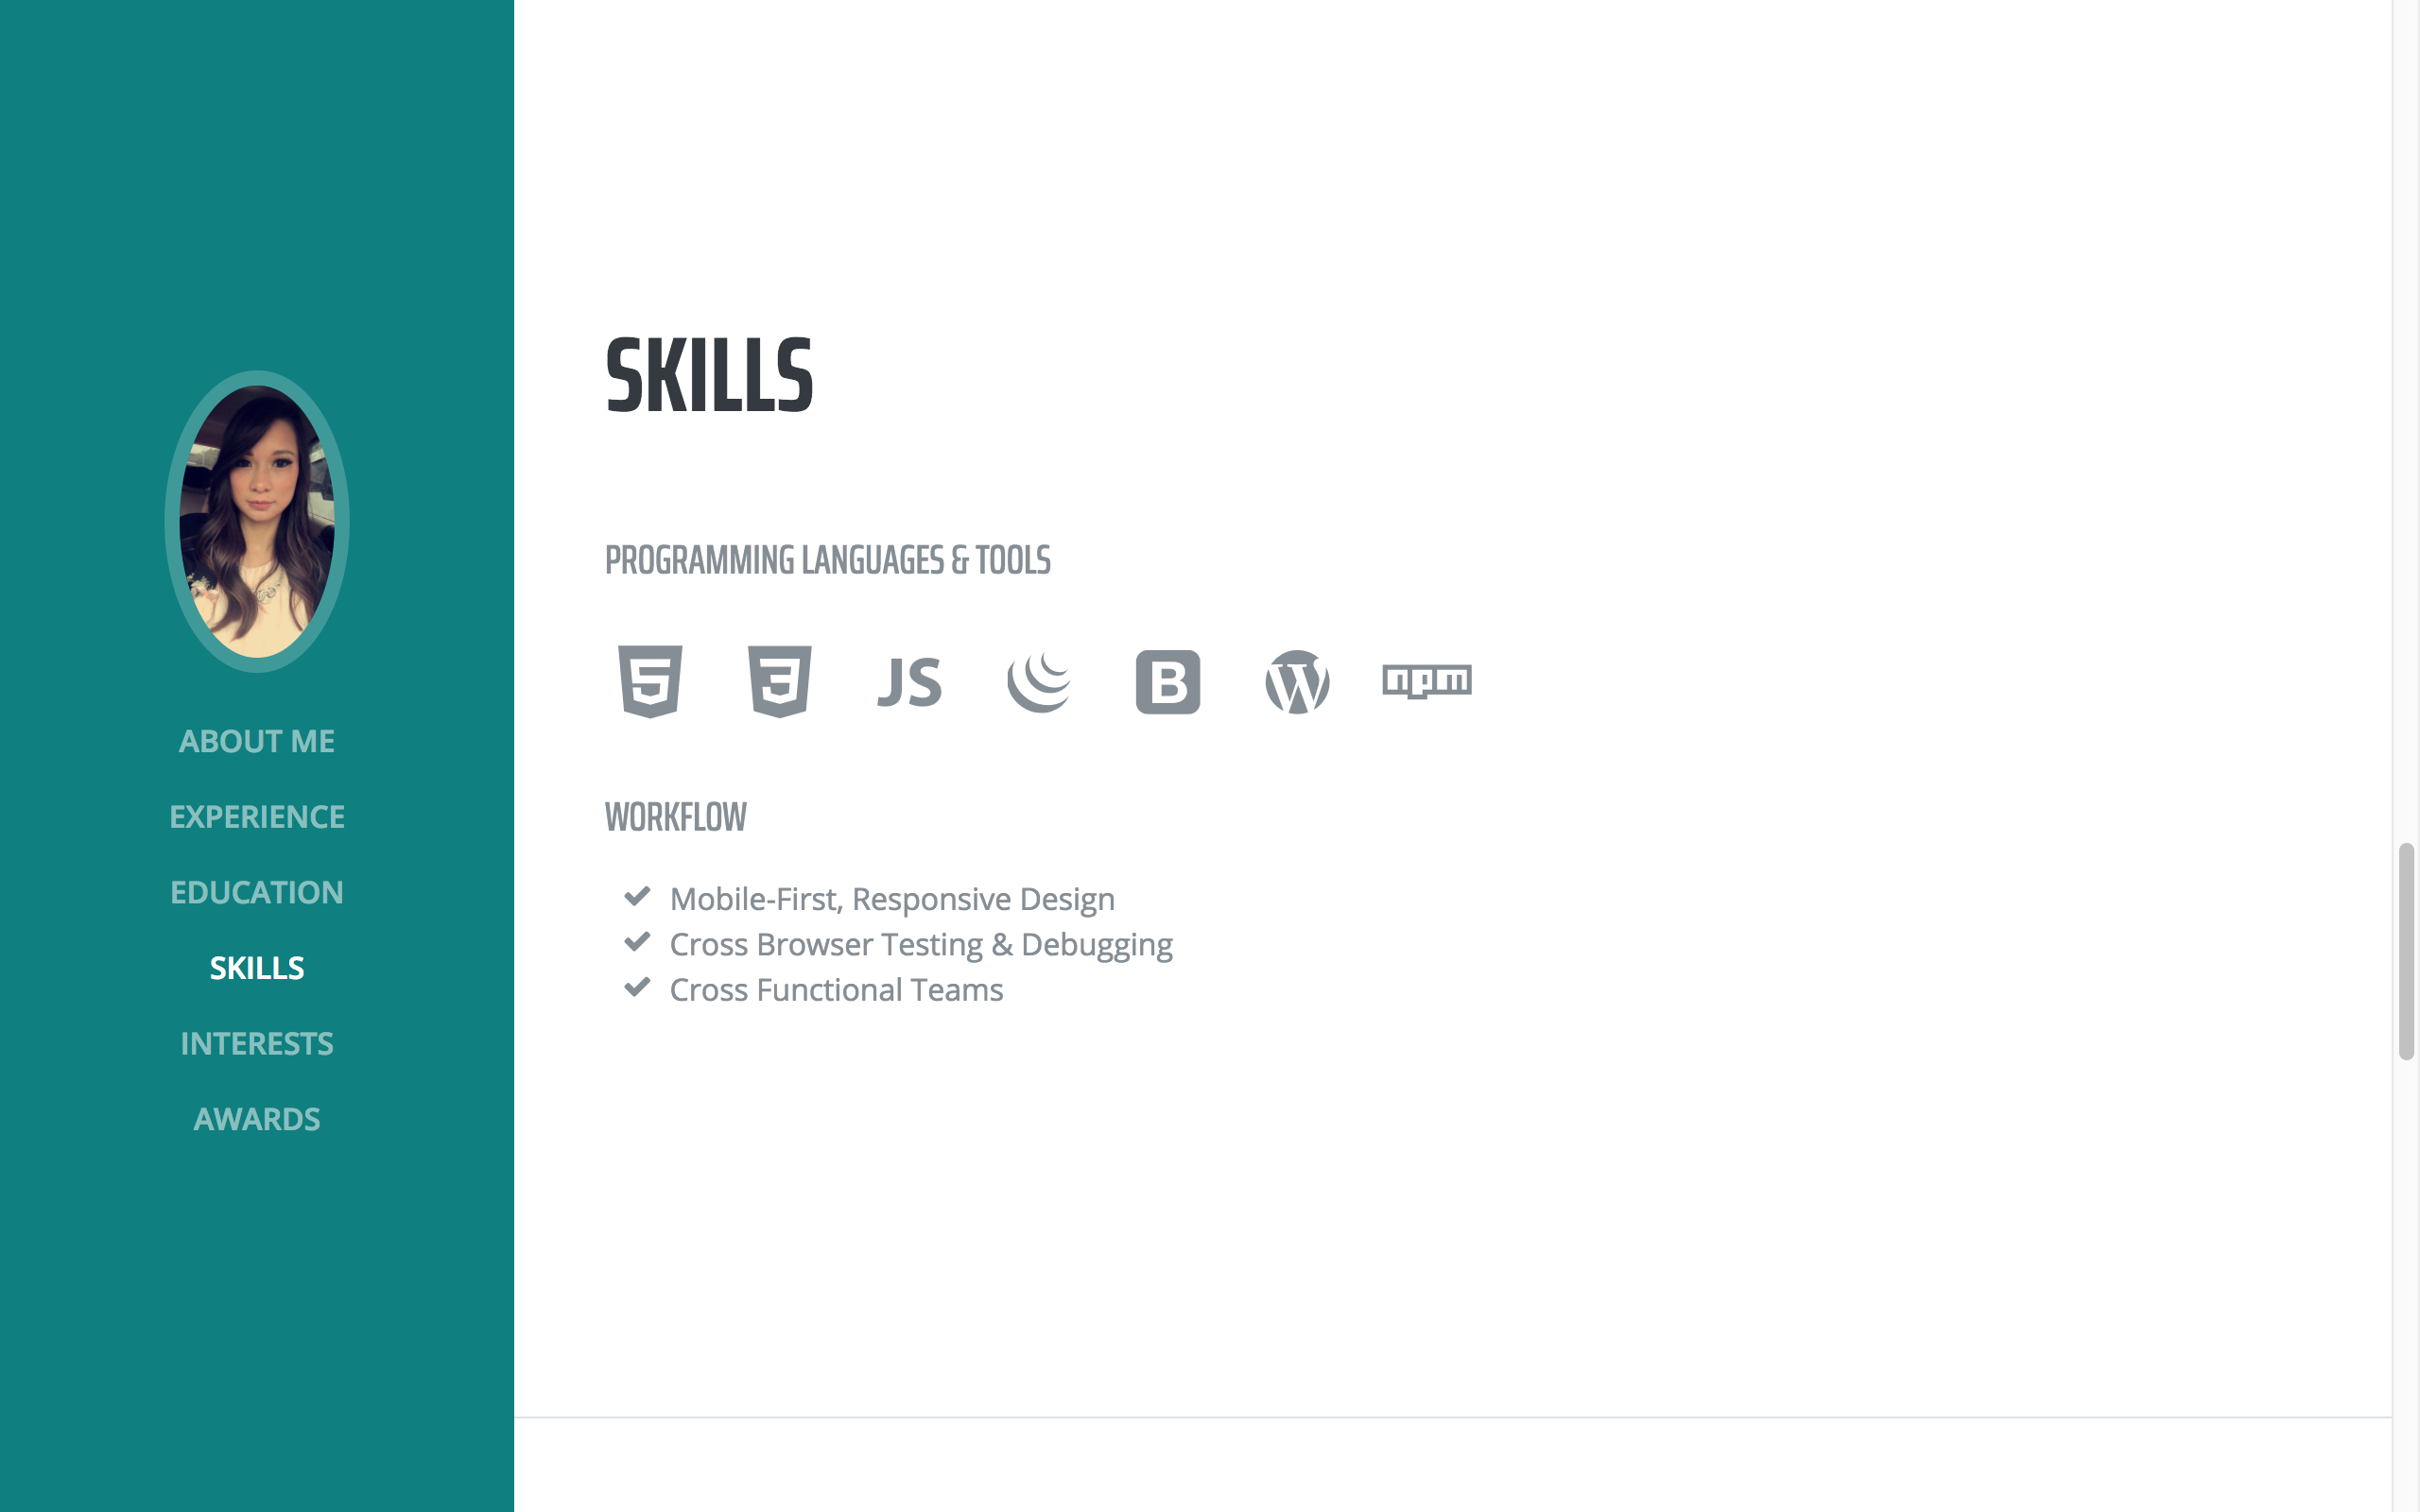 ABOUT ME
EXPERIENCE
EDUCATION
SKILLS
INTERESTS
AWARDS
SKILLS
PROGRAMMING LANGUAGES & TOOLS
5 3 JS B W npm
WORKFLOW
Mobile-First, Responsive Design
Cross Browser Testing & Debugging
Cross Functional Teams